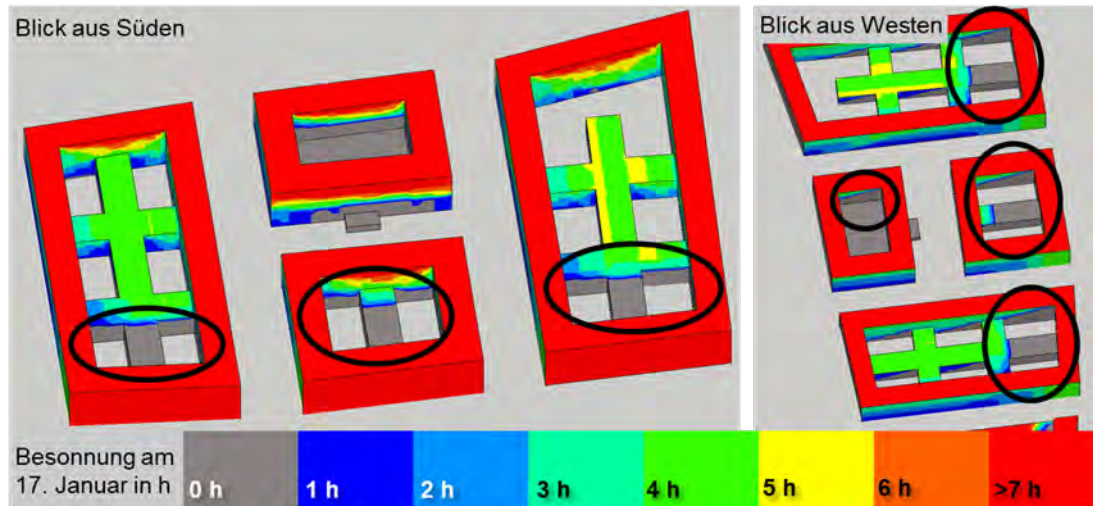 Blick aus Süden
Blick aus Westen
Besonnung am
17. Januar in h
0 h 1 h 2 h 3 h 4 h 5 h 6 h >7 h